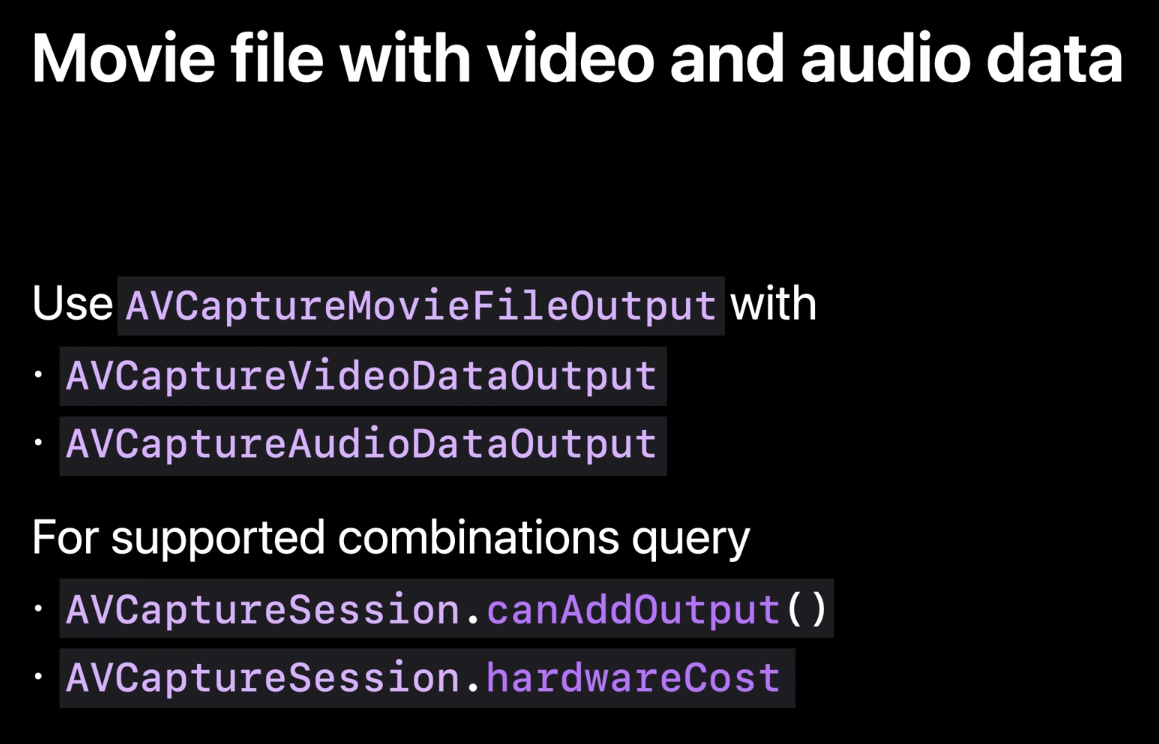 Movie file with video and audio data
Use AVCaptureMovieFileOutput with
· AVCaptureVideoDataOutput
· AVCaptureAudioDataOutput
For supported combinations query
· AVCaptureSession.canAddOutput()
· AVCaptureSession.hardwareCost